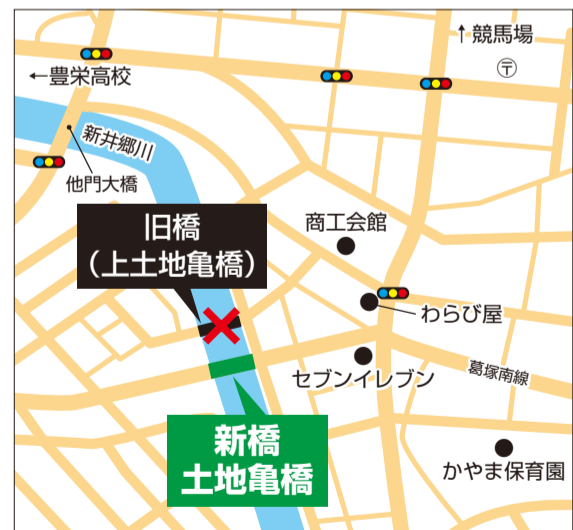 ↑競馬場
〒
←豊栄高校
新井郷川
他門大橋
旧橋
（上土地亀橋）
商工会館
わらび屋
セブンイレブン
葛塚南線
新橋
土地亀橋
かやま保育園